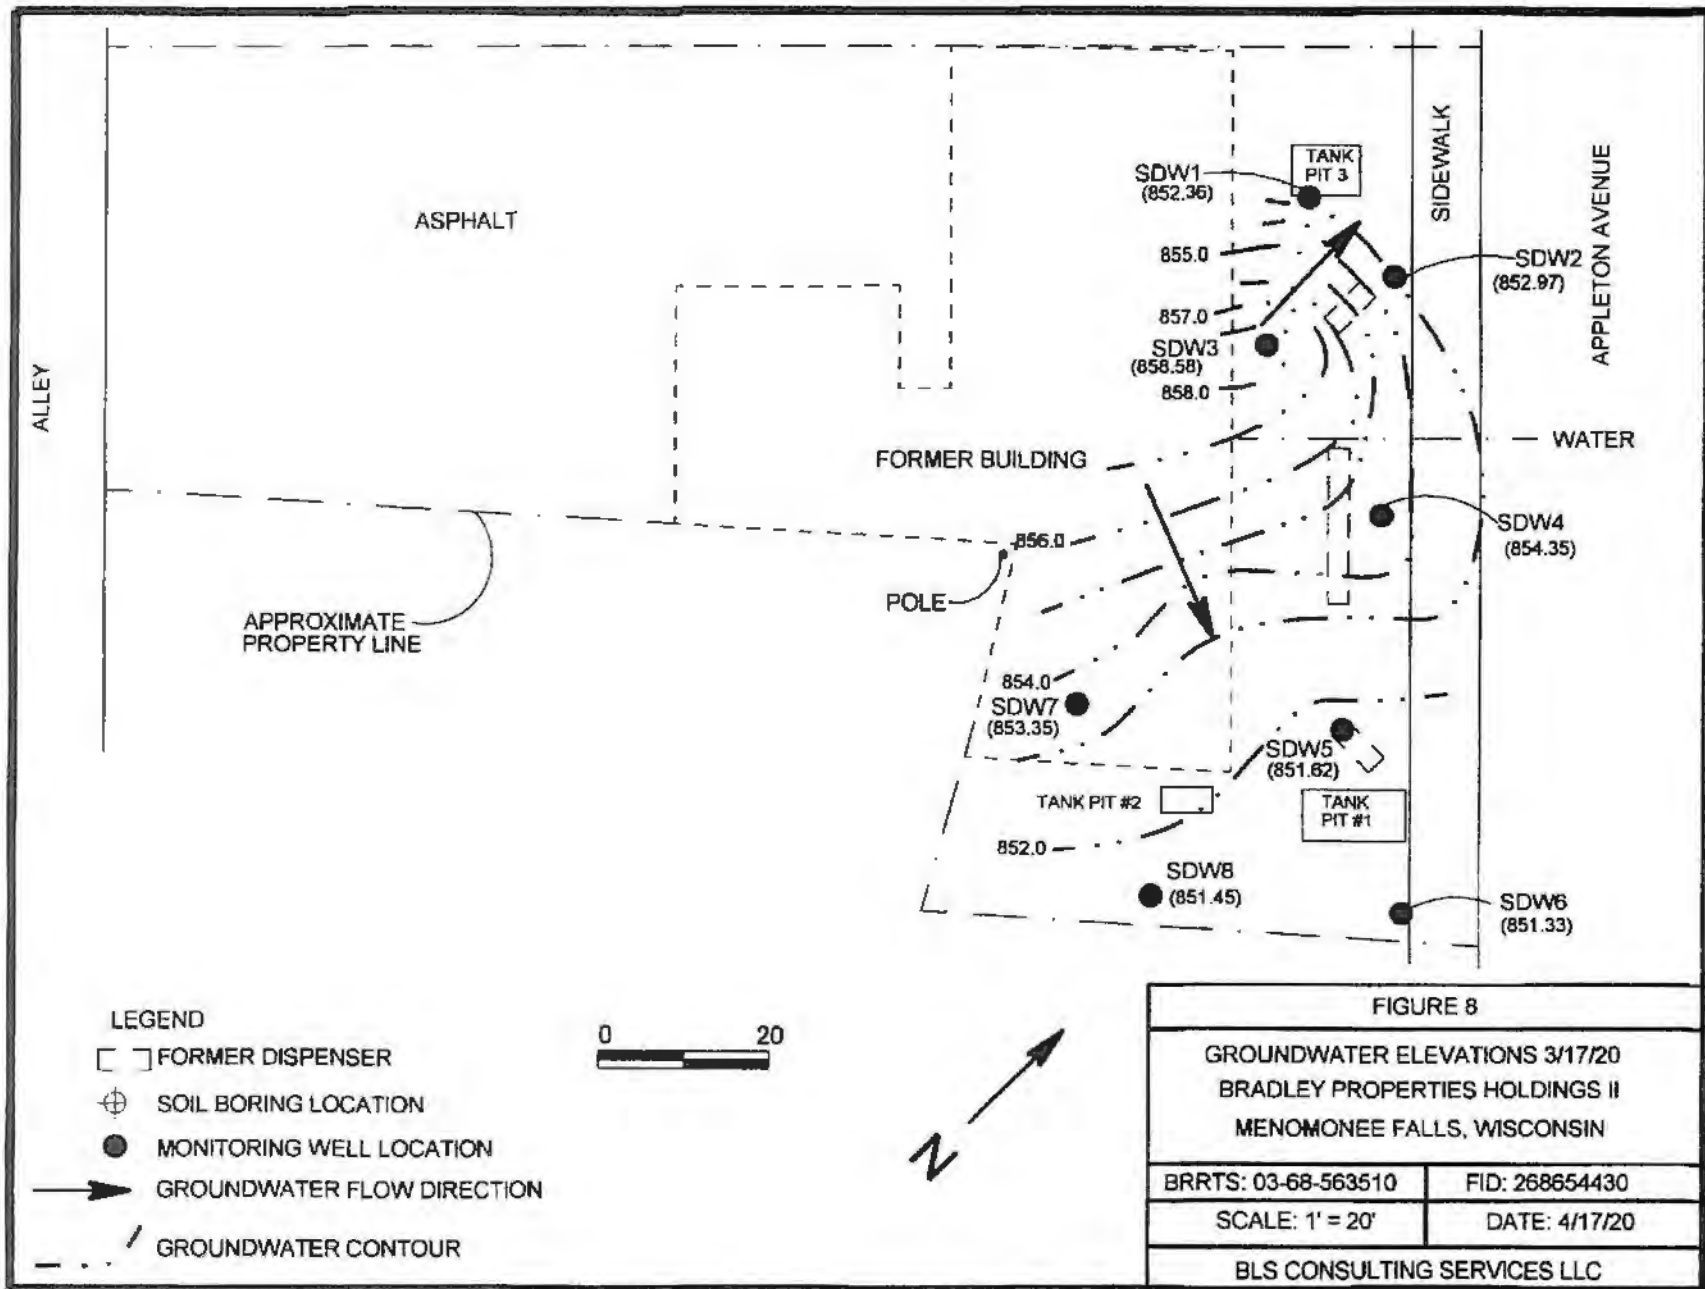 TANK
PIT 3
SDW1
(852.36)
SIDEWALK
APPLETON AVENUE
ASPHALT
855.0
SDW2
(852.97)
857.0
SDW3
(858.58)
858.0
ALLEY
WATER
FORMER BUILDING
856.0
SDW4
(854.35)
POLE
APPROXIMATE
PROPERTY LINE
854.0
SDW7
(853.35)
SDW5
(851.62)
TANK PIT #2
TANK
PIT #1
852.0
SDW8
(851.45)
SDW6
(851.33)
LEGEND
FORMER DISPENSER
SOIL BORING LOCATION
MONITORING WELL LOCATION
GROUNDWATER FLOW DIRECTION
GROUNDWATER CONTOUR
0 20
N
FIGURE 8
GROUNDWATER ELEVATIONS 3/17/20
BRADLEY PROPERTIES HOLDINGS II
MENOMONEE FALLS, WISCONSIN
BRRTS: 03-68-563510 FID: 268654430
SCALE: 1' = 20' DATE: 4/17/20
BLS CONSULTING SERVICES LLC